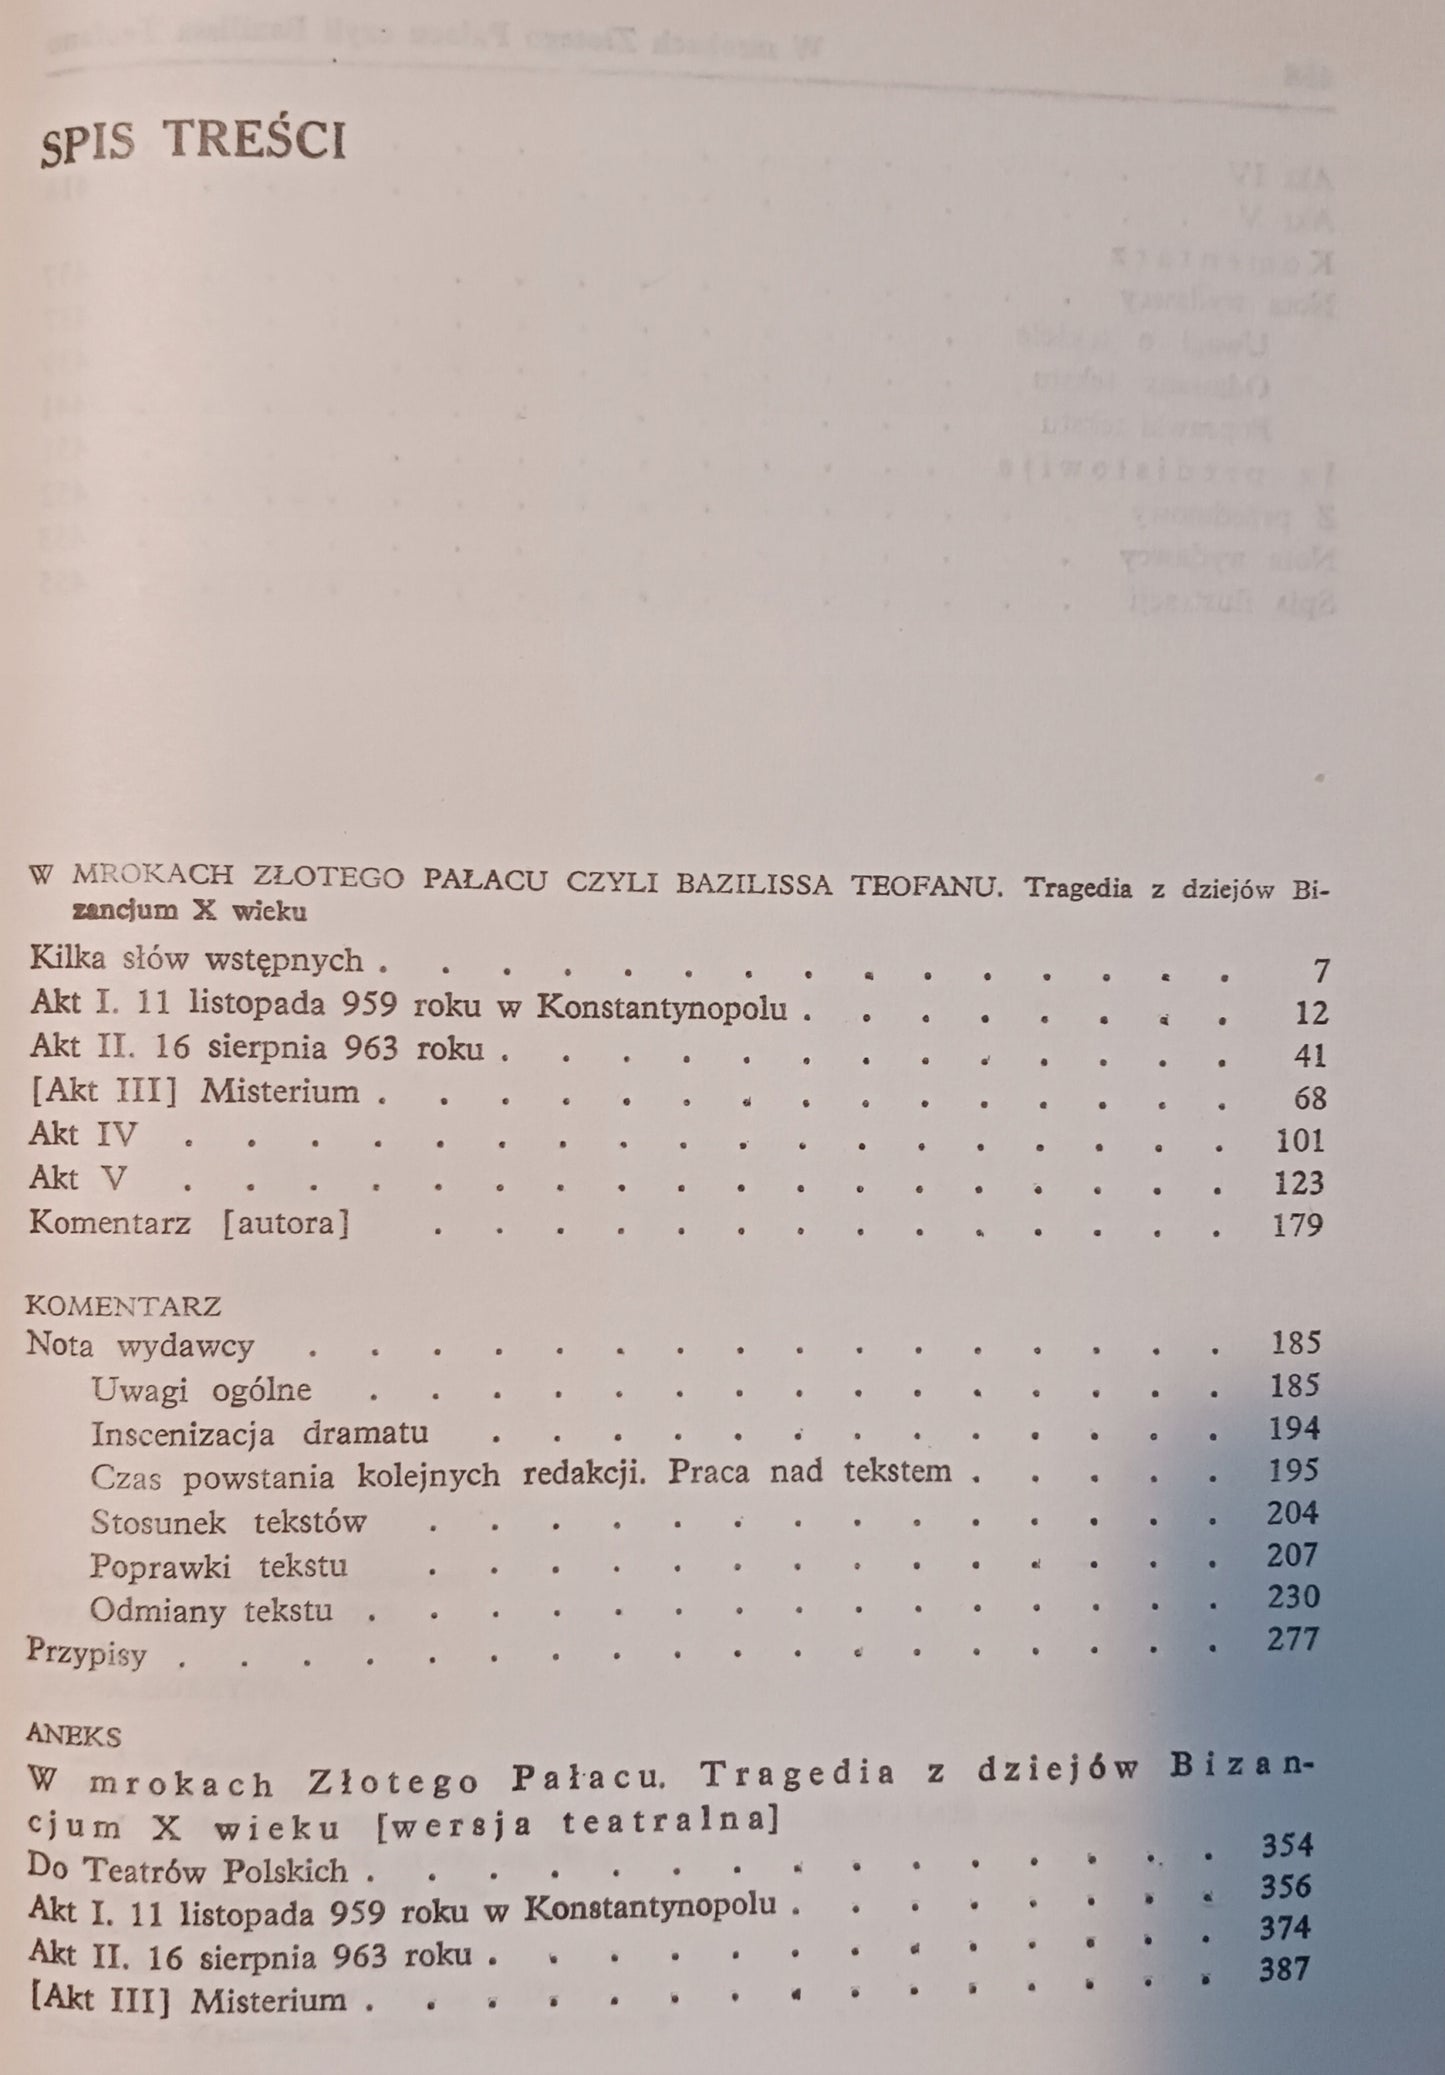 SPIS TREŚCI
W MROKACH ZŁOTEGO PAŁACU CZYLI BAZILISSA TEOFANU. Tragedia z dziejów Bi-
zancjum X wieku
Kilka słów wstępnych . . . . . . . . . . . . . . . 7
Akt I. 11 listopada 959 roku w Konstantynopolu . . . . . . . . 12
Akt II. 16 sierpnia 963 roku . . . . . . . . . . . . . 41
[Akt III] Misterium . . . . . . . . . . . . . . . 68
Akt IV . . . . . . . . . . . . . . . . . . 101
Akt V . . . . . . . . . . . . . . . . . . 123
Komentarz [autora] . . . . . . . . . . . . . . 179
KOMENTARZ
Nota wydawcy . . . . . . . . . . . . . . . . 185
Uwagi ogólne . . . . . . . . . . . . . . . 185
Inscenizacja dramatu . . . . . . . . . . . . . 194
Czas powstania kolejnych redakcji. Praca nad tekstem . . . . . 195
Stosunek tekstów . . . . . . . . . . . . . . 204
Poprawki tekstu . . . . . . . . . . . . . . 207
Odmiany tekstu . . . . . . . . . . . . . . . 230
Przypisy . . . . . . . . . . . . . . . . . . 277
ANEKS
W mrokach Złotego Pałacu. Tragedia z dziejów Bizan-
cjum X wieku [wersja teatralna]
Do Teatrów Polskich . . . . . . . . . . . . . . . 354
Akt I. 11 listopada 959 roku w Konstantynopolu . . . . . . . . 356
Akt II. 16 sierpnia 963 roku . . . . . . . . . . . . . 374
[Akt III] Misterium . . . . . . . . . . . . . . . 387